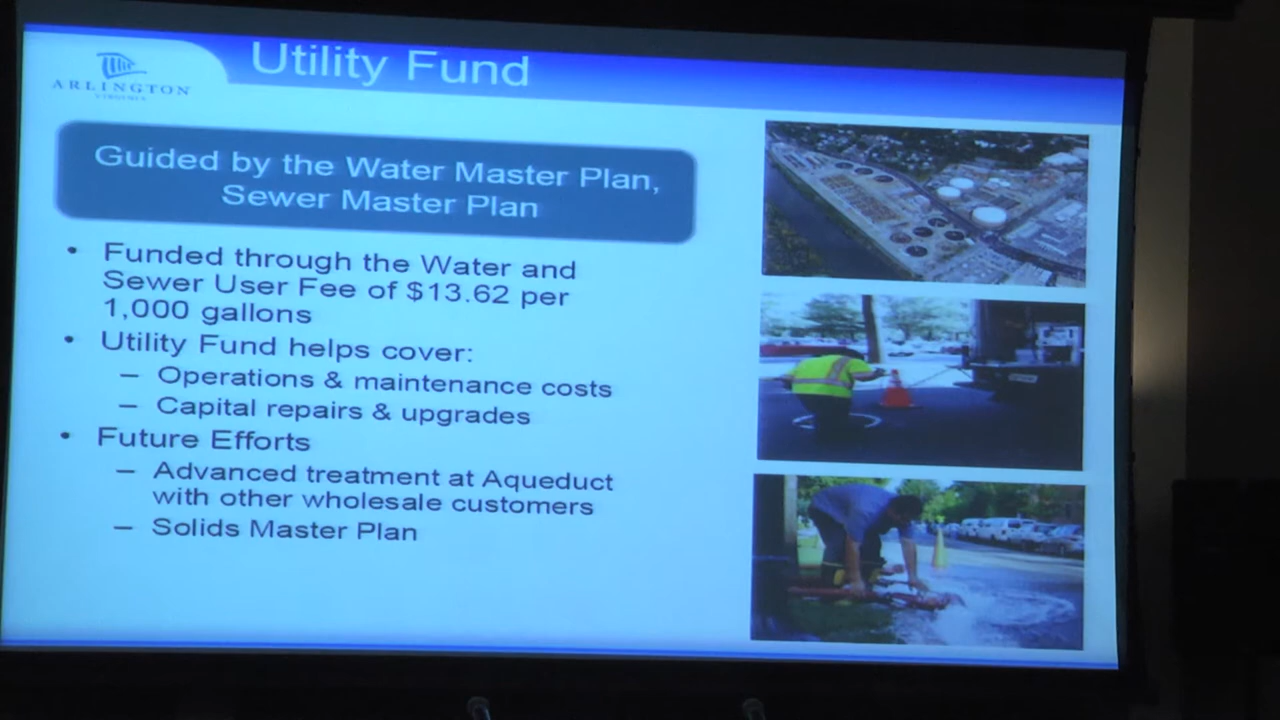 Utility Fund
ARLINGTON
VIRGINIA
Guided by the Water Master Plan,
Sewer Master Plan
• Funded through the Water and
Sewer User Fee of $13.62 per
1,000 gallons
• Utility Fund helps cover:
– Operations & maintenance costs
– Capital repairs & upgrades
• Future Efforts
– Advanced treatment at Aqueduct
with other wholesale customers
– Solids Master Plan